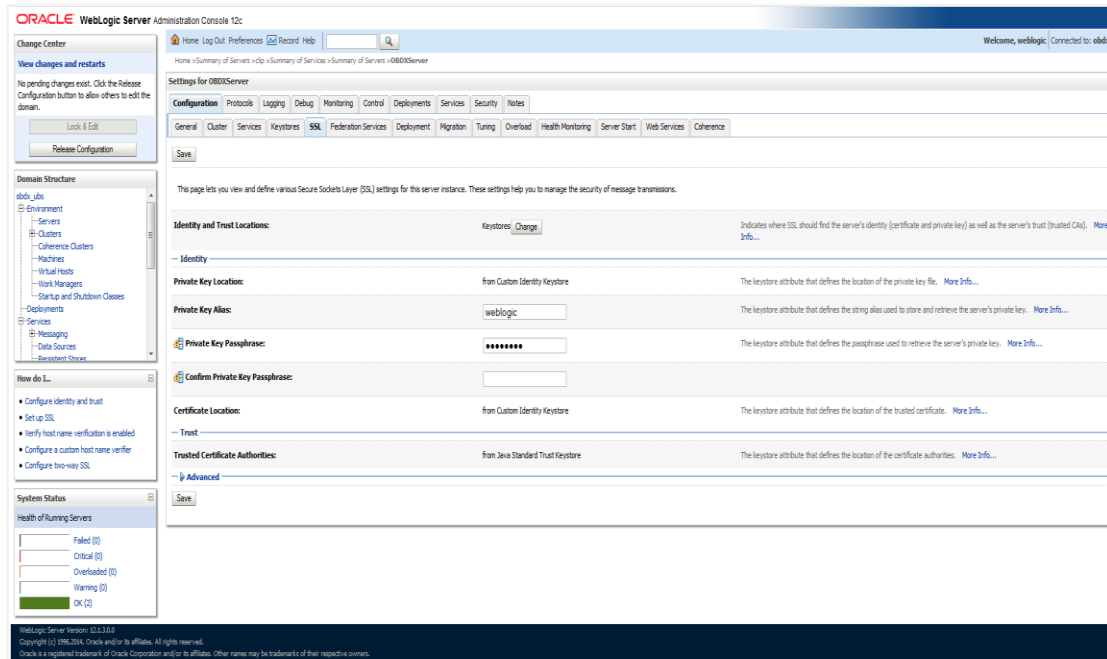 ORACLE WebLogic Server Administration Console 12c
Change Center
View changes and restarts
No pending changes exist. Click the Release
Configuration button to allow others to edit the
domain.
Lock & Edit
Release Configuration
Domain Structure
obdx_ubs
Environment
Servers
Clusters
Coherence Clusters
Machines
Virtual Hosts
Work Managers
Startup and Shutdown Classes
Deployments
Services
Messaging
Data Sources
Persistent Stores
How do I...
Configure identity and trust
Set up SSL
Verify host name verification is enabled
Configure a custom host name verifier
Configure two-way SSL
System Status
Health of Running Servers
Failed (0)
Critical (0)
Overloaded (0)
Warning (0)
OK (2)
Home Log Out Preferences Record Help
Welcome, weblogic Connected to: obdx
Home >Summary of Servers >clip >Summary of Services >Summary of Servers >OBDXServer
Settings for OBDXServer
Configuration Protocols Logging Debug Monitoring Control Deployments Services Security Notes
General Cluster Services Keystores SSL Federation Services Deployment Migration Tuning Overload Health Monitoring Server Start Web Services Coherence
Save
This page lets you view and define various Secure Sockets Layer (SSL) settings for this server instance. These settings help you to manage the security of message transmissions.
Identity and Trust Locations: Keystores Change Indicates where SSL should find the server's identity (certificate and private key) as well as the server's trust (trusted CAs). More
Info...
Identity
Private Key Location: from Custom Identity Keystore The keystore attribute that defines the location of the private key file. More Info...
Private Key Alias: weblogic The keystore attribute that defines the string alias used to store and retrieve the server's private key. More Info...
Private Key Passphrase: •••••••• The keystore attribute that defines the passphrase used to retrieve the server's private key. More Info...
Confirm Private Key Passphrase:
Certificate Location: from Custom Identity Keystore The keystore attribute that defines the location of the trusted certificate. More Info...
Trust
Trusted Certificate Authorities: from Java Standard Trust Keystore The keystore attribute that defines the location of the certificate authorities. More Info...
Advanced
Save
WebLogic Server Version: 12.1.3.0.0
Copyright (c) 1996,2014, Oracle and/or its affiliates. All rights reserved.
Oracle is a registered trademark of Oracle Corporation and/or its affiliates. Other names may be trademarks of their respective owners.